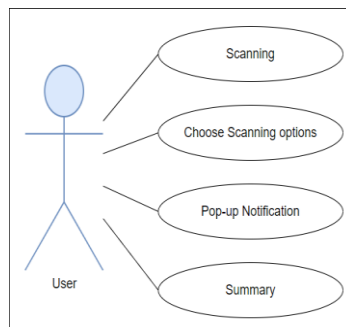 Scanning
Choose Scanning options
Pop-up Notification
User
Summary